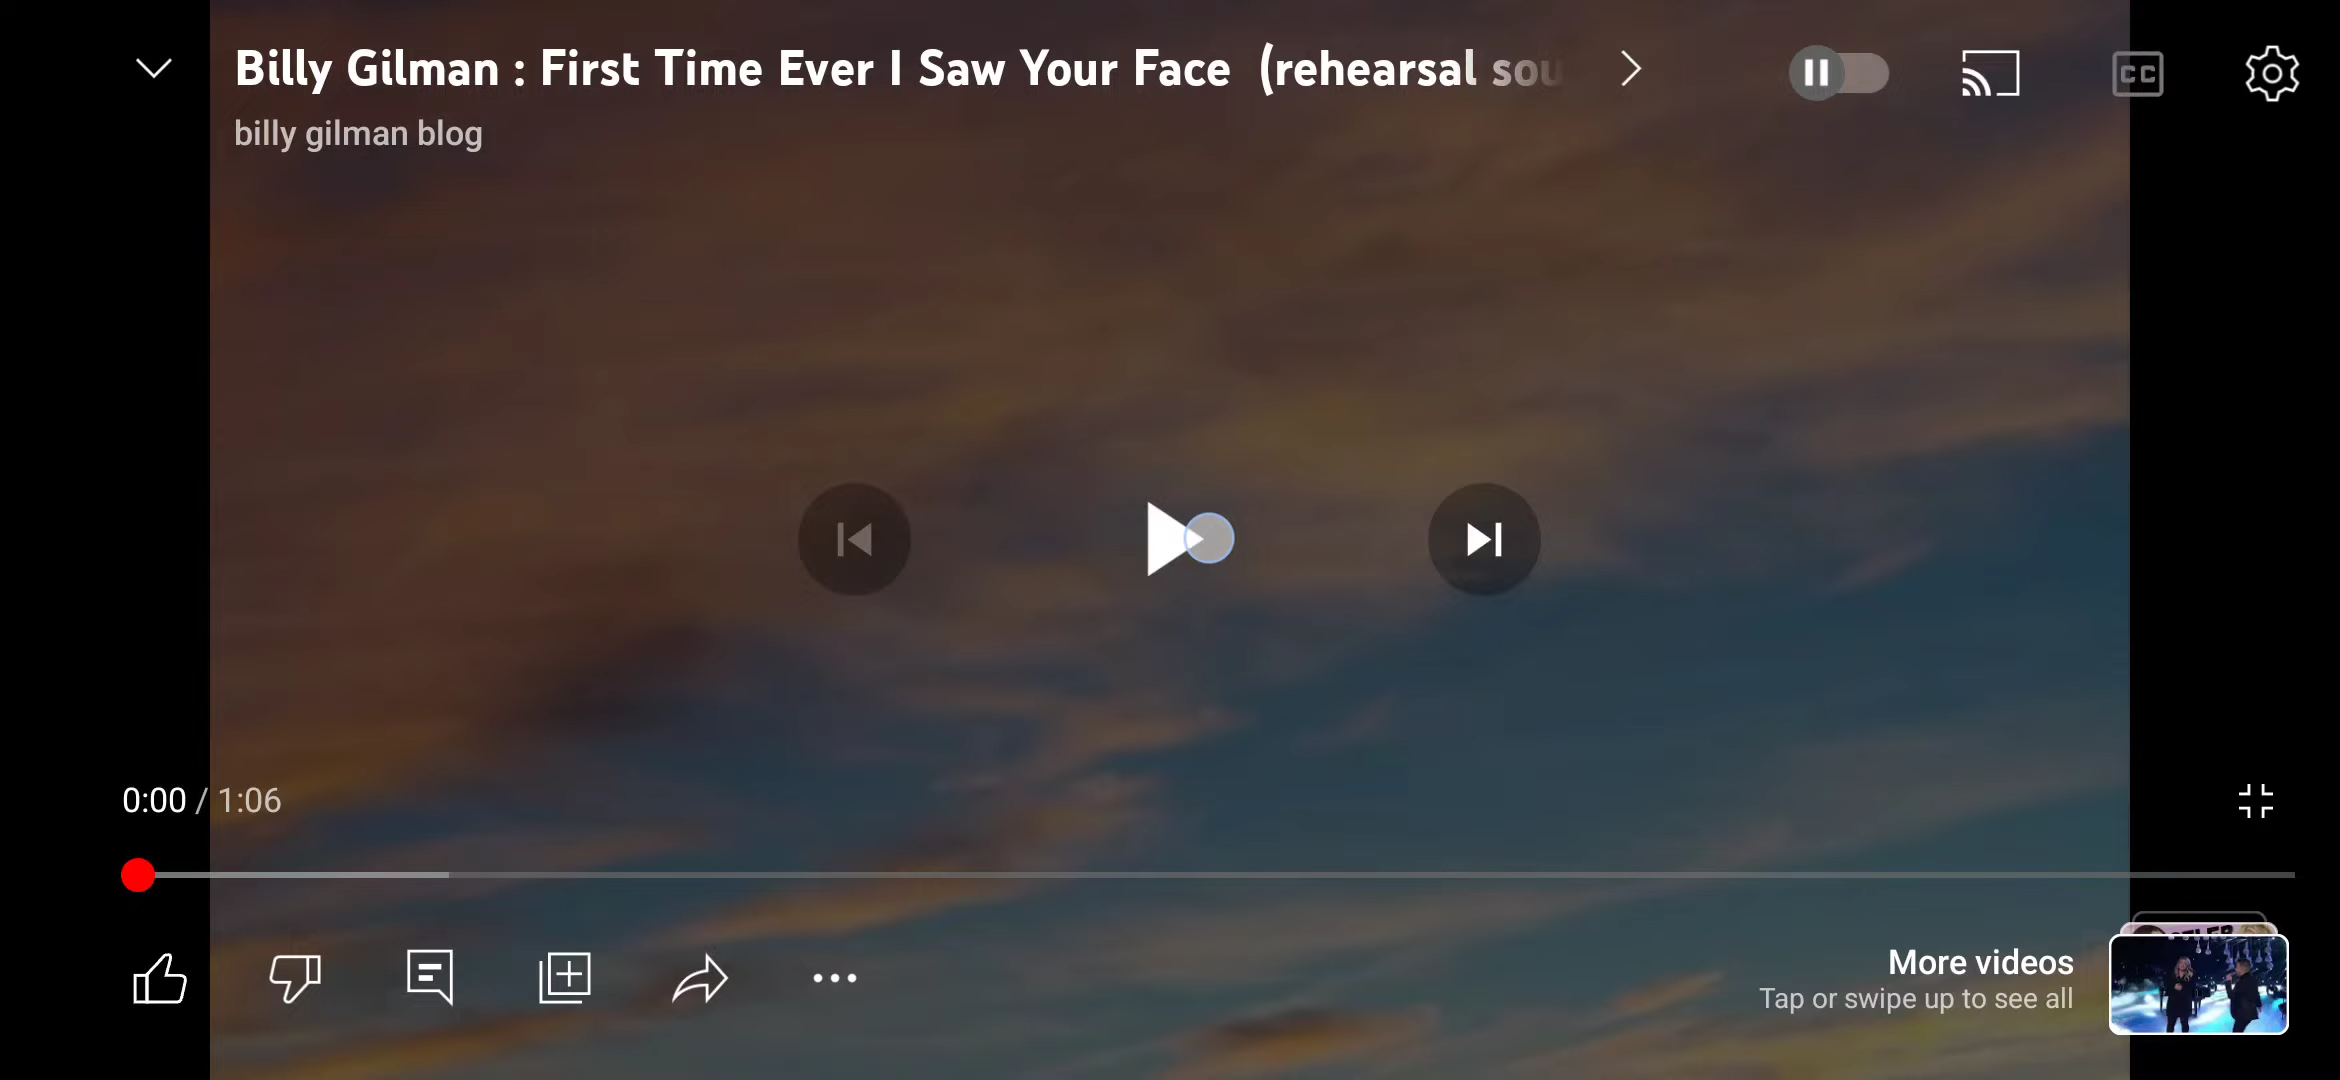 Billy Gilman : First Time Ever I Saw Your Face (rehearsal sou
billy gilman blog
CC
0:00 / 1:06
More videos
Tap or swipe up to see all